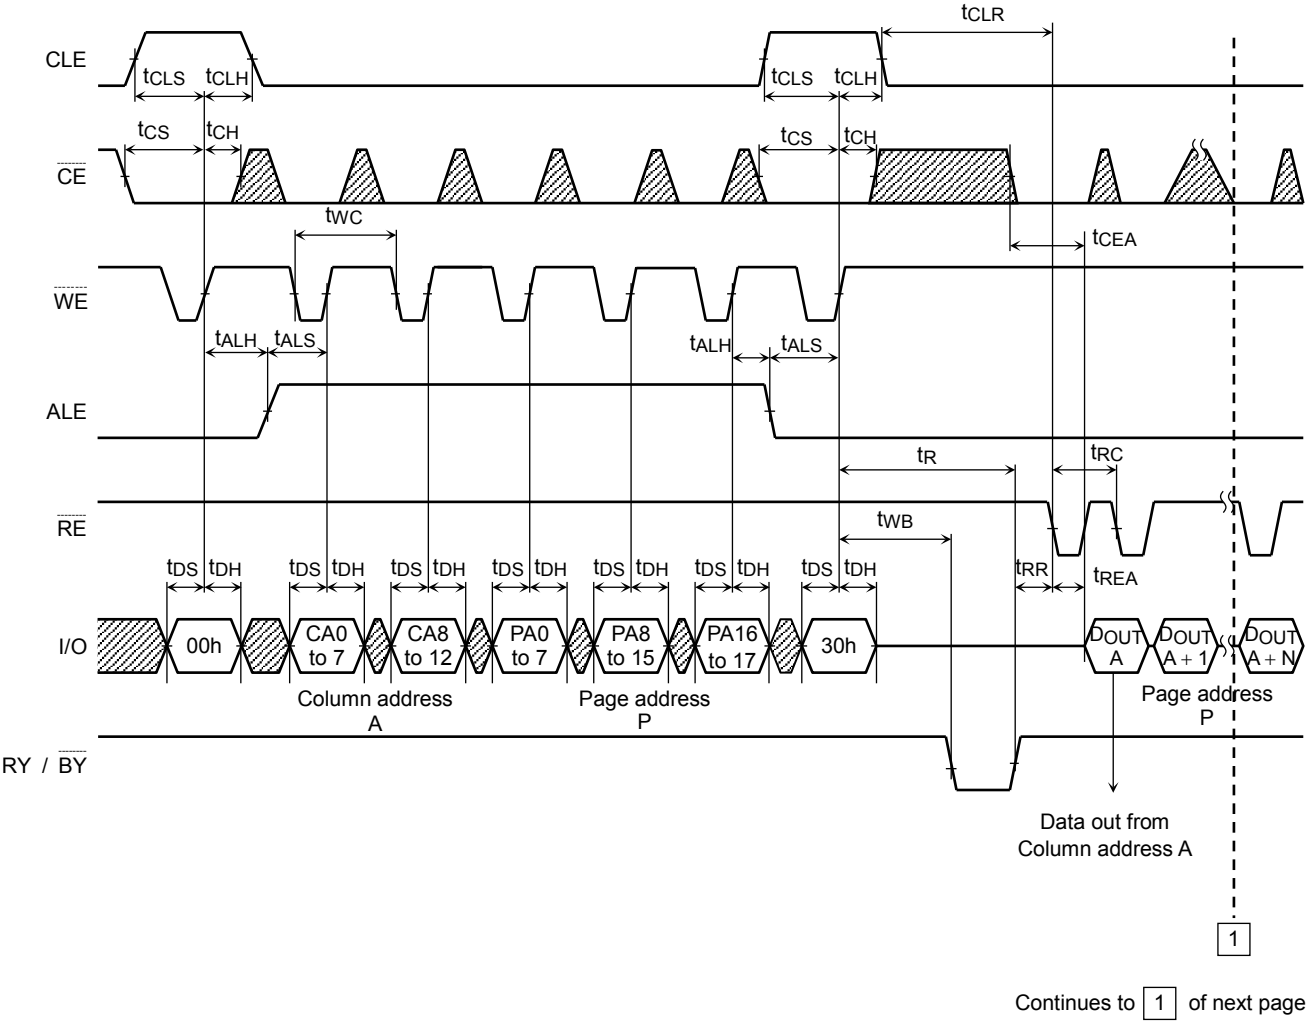 tCLR
CLE
tCLS tCLH tCLS tCLH
tCS tCH tCS tCH
CE
tWC
tCEA
WE
tALH tALS tALH tALS
ALE
tR tRC
RE
tWB
tDS tDH tDS tDH tDS tDH tDS tDH tDS tDH tDS tDH tDS tDH tRR tREA
I/O 00h CA0 to 7 CA8 to 12 PA0 to 7 PA8 to 15 PA16 to 17 30h DOUT A DOUT A + 1 DOUT A + N
Column address A
Page address P
Page address P
RY / BY
Data out from
Column address A
1
Continues to 1 of next page